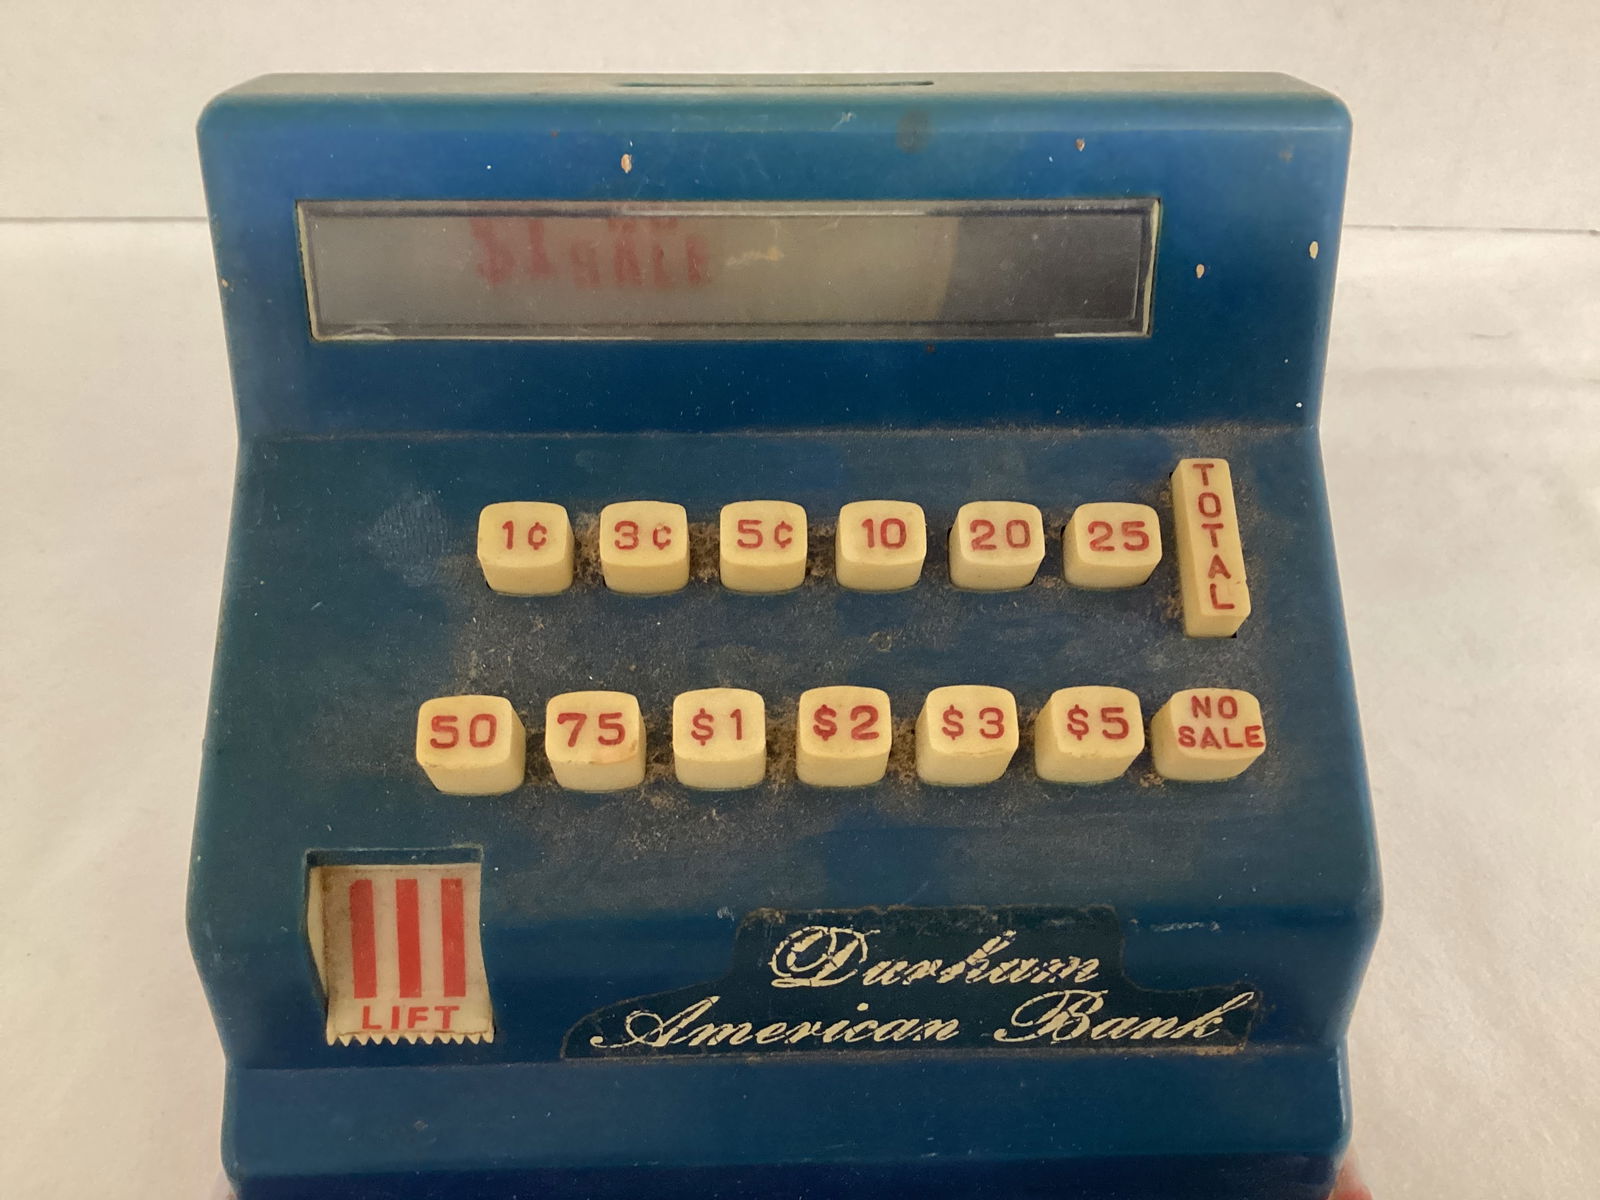 1¢ 3¢ 5¢ 10 20 25
TOTAL
50 75 $1 $2 $3 $5 NO SALE
LIFT
Durham
American Bank